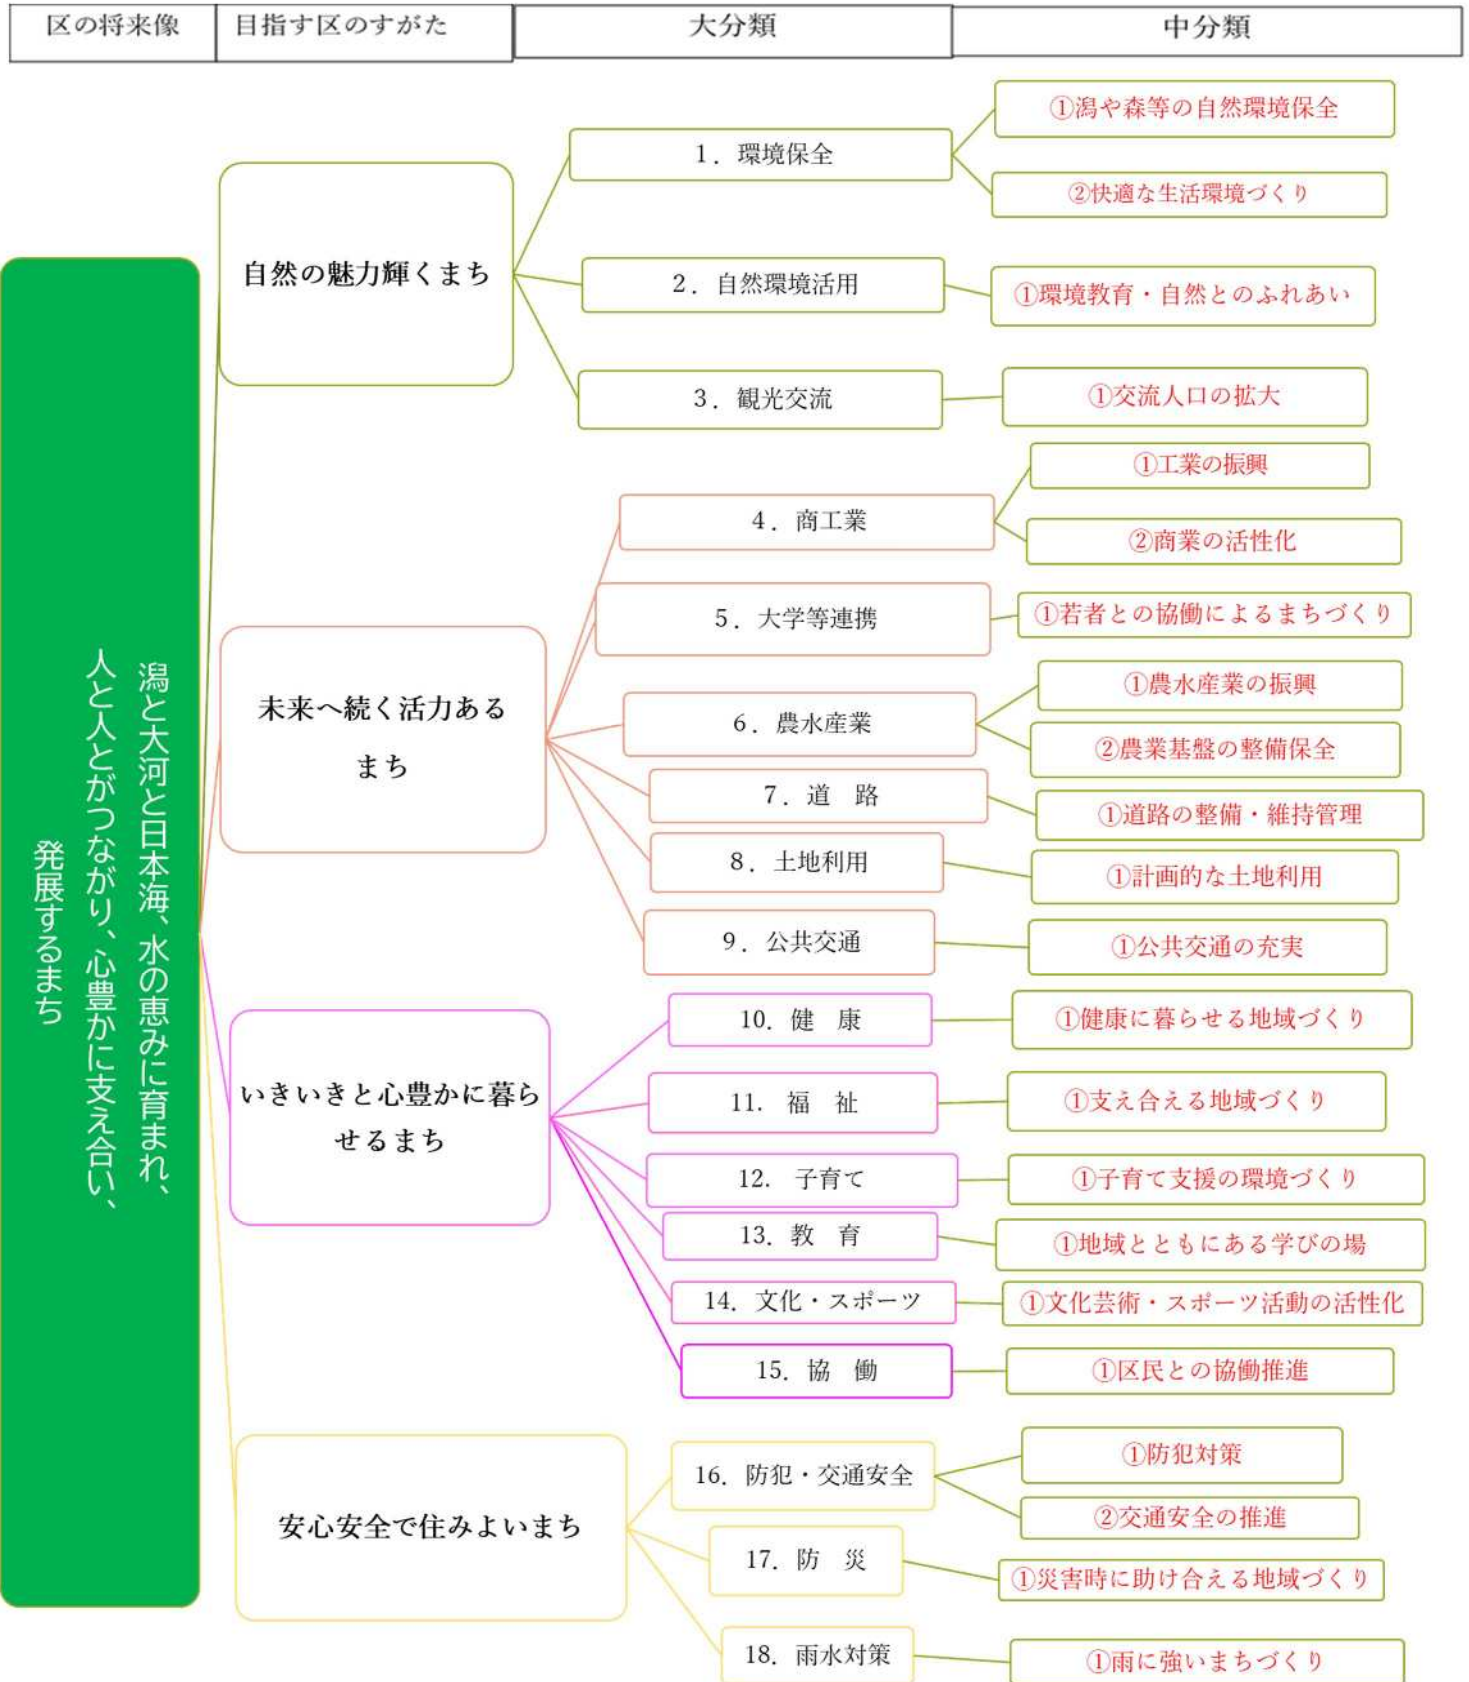 区の将来像
目指す区のすがた
大分類
中分類
潟と大河と日本海、水の恵みに育まれ、
人と人とがつながり、心豊かに支え合い、
発展するまち
自然の魅力輝くまち
1．環境保全
①潟や森等の自然環境保全
②快適な生活環境づくり
2．自然環境活用
①環境教育・自然とのふれあい
3．観光交流
①交流人口の拡大
未来へ続く活力ある
まち
4．商工業
①工業の振興
②商業の活性化
5．大学等連携
①若者との協働によるまちづくり
6．農水産業
①農水産業の振興
②農業基盤の整備保全
7．道　路
①道路の整備・維持管理
8．土地利用
①計画的な土地利用
9．公共交通
①公共交通の充実
いきいきと心豊かに暮ら
せるまち
10．健　康
①健康に暮らせる地域づくり
11．福　祉
①支え合える地域づくり
12．子育て
①子育て支援の環境づくり
13．教　育
①地域とともにある学びの場
14．文化・スポーツ
①文化芸術・スポーツ活動の活性化
15．協　働
①区民との協働推進
安心安全で住みよいまち
16．防犯・交通安全
①防犯対策
②交通安全の推進
17．防　災
①災害時に助け合える地域づくり
18．雨水対策
①雨に強いまちづくり